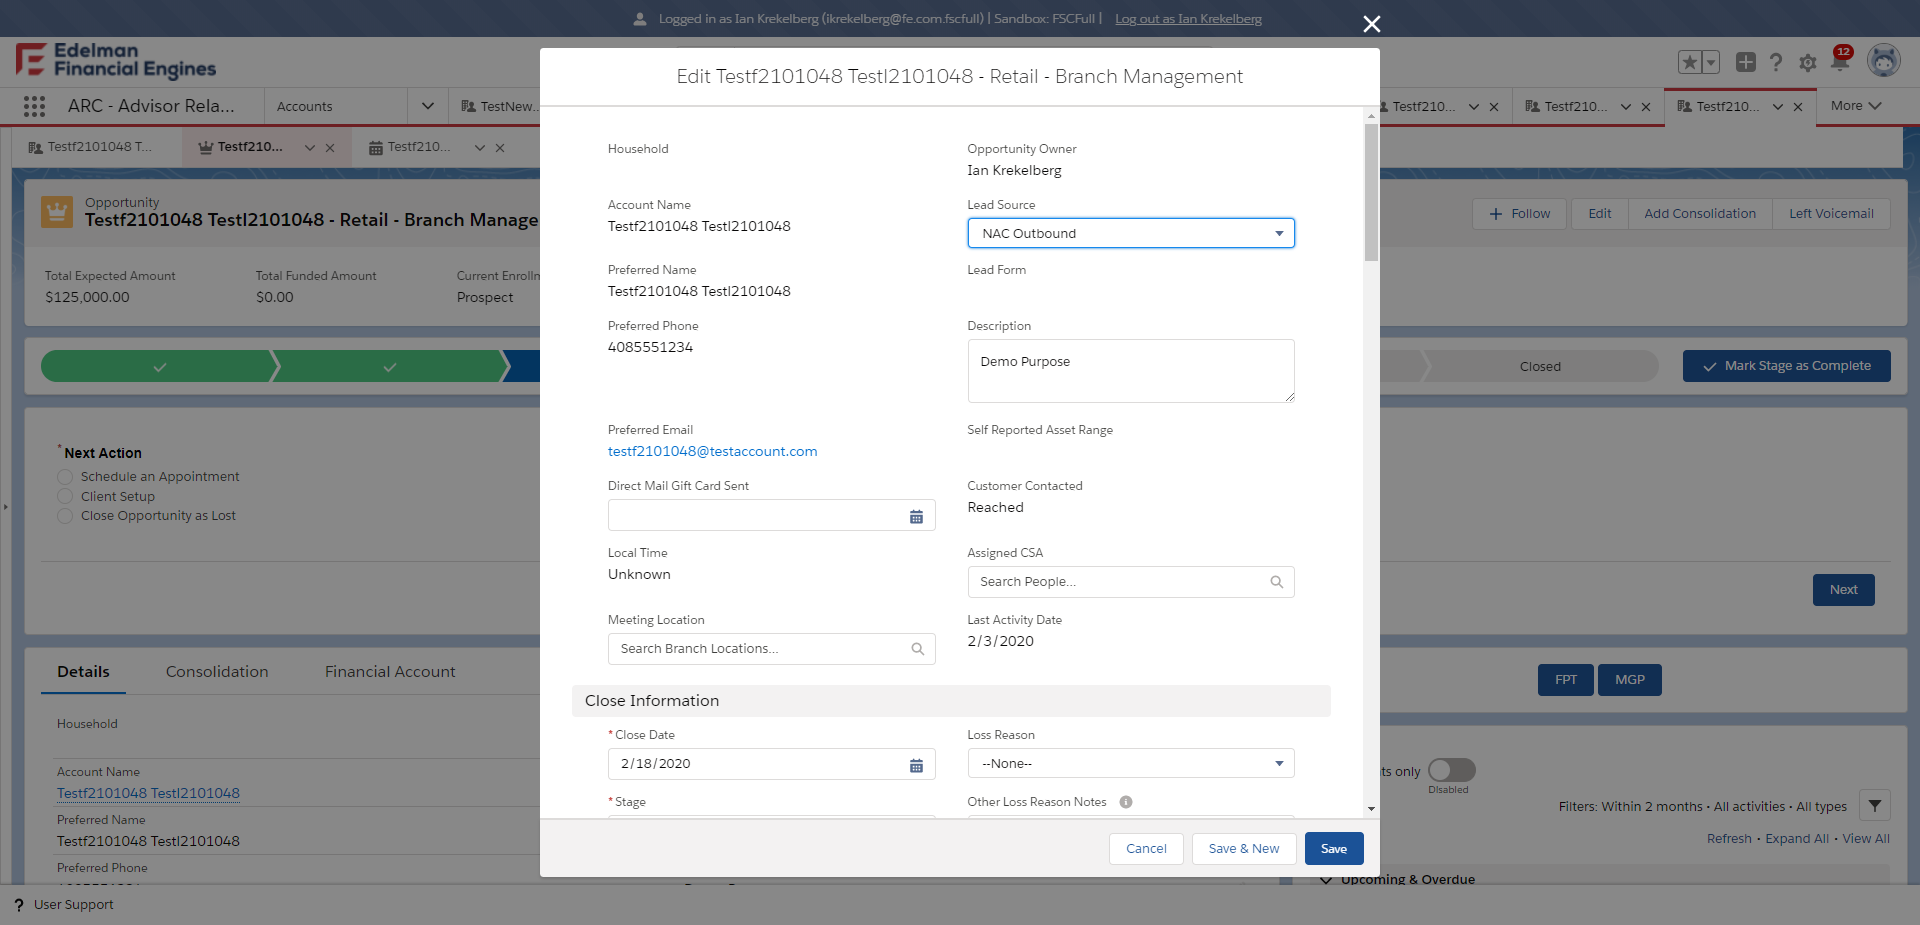 Logged in as Ian Krekelberg (ikrekelberg@fe.com.fscfull) | Sandbox: FSCFull |
Log out as Ian Krekelberg
Edelman
Financial Engines
12
ARC - Advisor Rela...
Accounts
TestNew...
Testf210...
Testf210...
Testf210...
More
Testf2101048 T...
Testf210...
Testf210...
Opportunity
Testf2101048 Testl2101048 - Retail - Branch Manage
Follow
Edit
Add Consolidation
Left Voicemail
Total Expected Amount
$125,000.00
Total Funded Amount
$0.00
Current Enrolln
Prospect
Closed
Mark Stage as Complete
* Next Action
Schedule an Appointment
Client Setup
Close Opportunity as Lost
Next
Details
Consolidation
Financial Account
Household
Account Name
Testf2101048 Testl2101048
Preferred Name
Testf2101048 Testl2101048
Preferred Phone
FPT
MGP
ts only
Disabled
Filters: Within 2 months • All activities • All types
Refresh • Expand All • View All
Upcoming & Overdue
? User Support
Edit Testf2101048 Testl2101048 - Retail - Branch Management
Household
Opportunity Owner
Ian Krekelberg
Account Name
Testf2101048 Testl2101048
Lead Source
NAC Outbound
Preferred Name
Testf2101048 Testl2101048
Lead Form
Preferred Phone
4085551234
Description
Demo Purpose
Preferred Email
testf2101048@testaccount.com
Self Reported Asset Range
Direct Mail Gift Card Sent
Customer Contacted
Reached
Local Time
Unknown
Assigned CSA
Search People...
Meeting Location
Search Branch Locations...
Last Activity Date
2/3/2020
Close Information
* Close Date
2/18/2020
Loss Reason
--None--
* Stage
Other Loss Reason Notes
Cancel
Save & New
Save